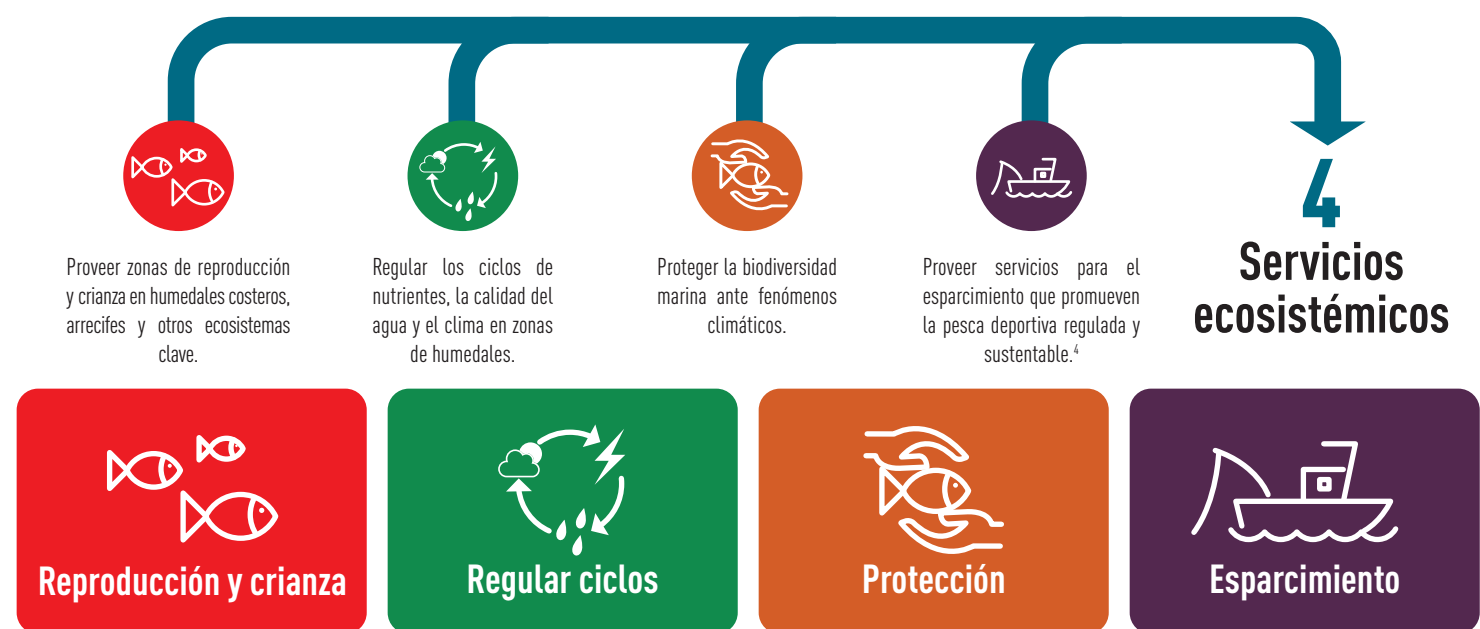 Proveer zonas de reproducción
y crianza en humedales costeros,
arrecifes y otros ecosistemas
clave.
Regular los ciclos de
nutrientes, la calidad del
agua y el clima en zonas
de humedales.
Proteger la biodiversidad
marina ante fenómenos
climáticos.
Proveer servicios para el
esparcimiento que promueven
la pesca deportiva regulada y
sustentable.⁴
4
Servicios
ecosistémicos
Reproducción y crianza
Regular ciclos
Protección
Esparcimiento